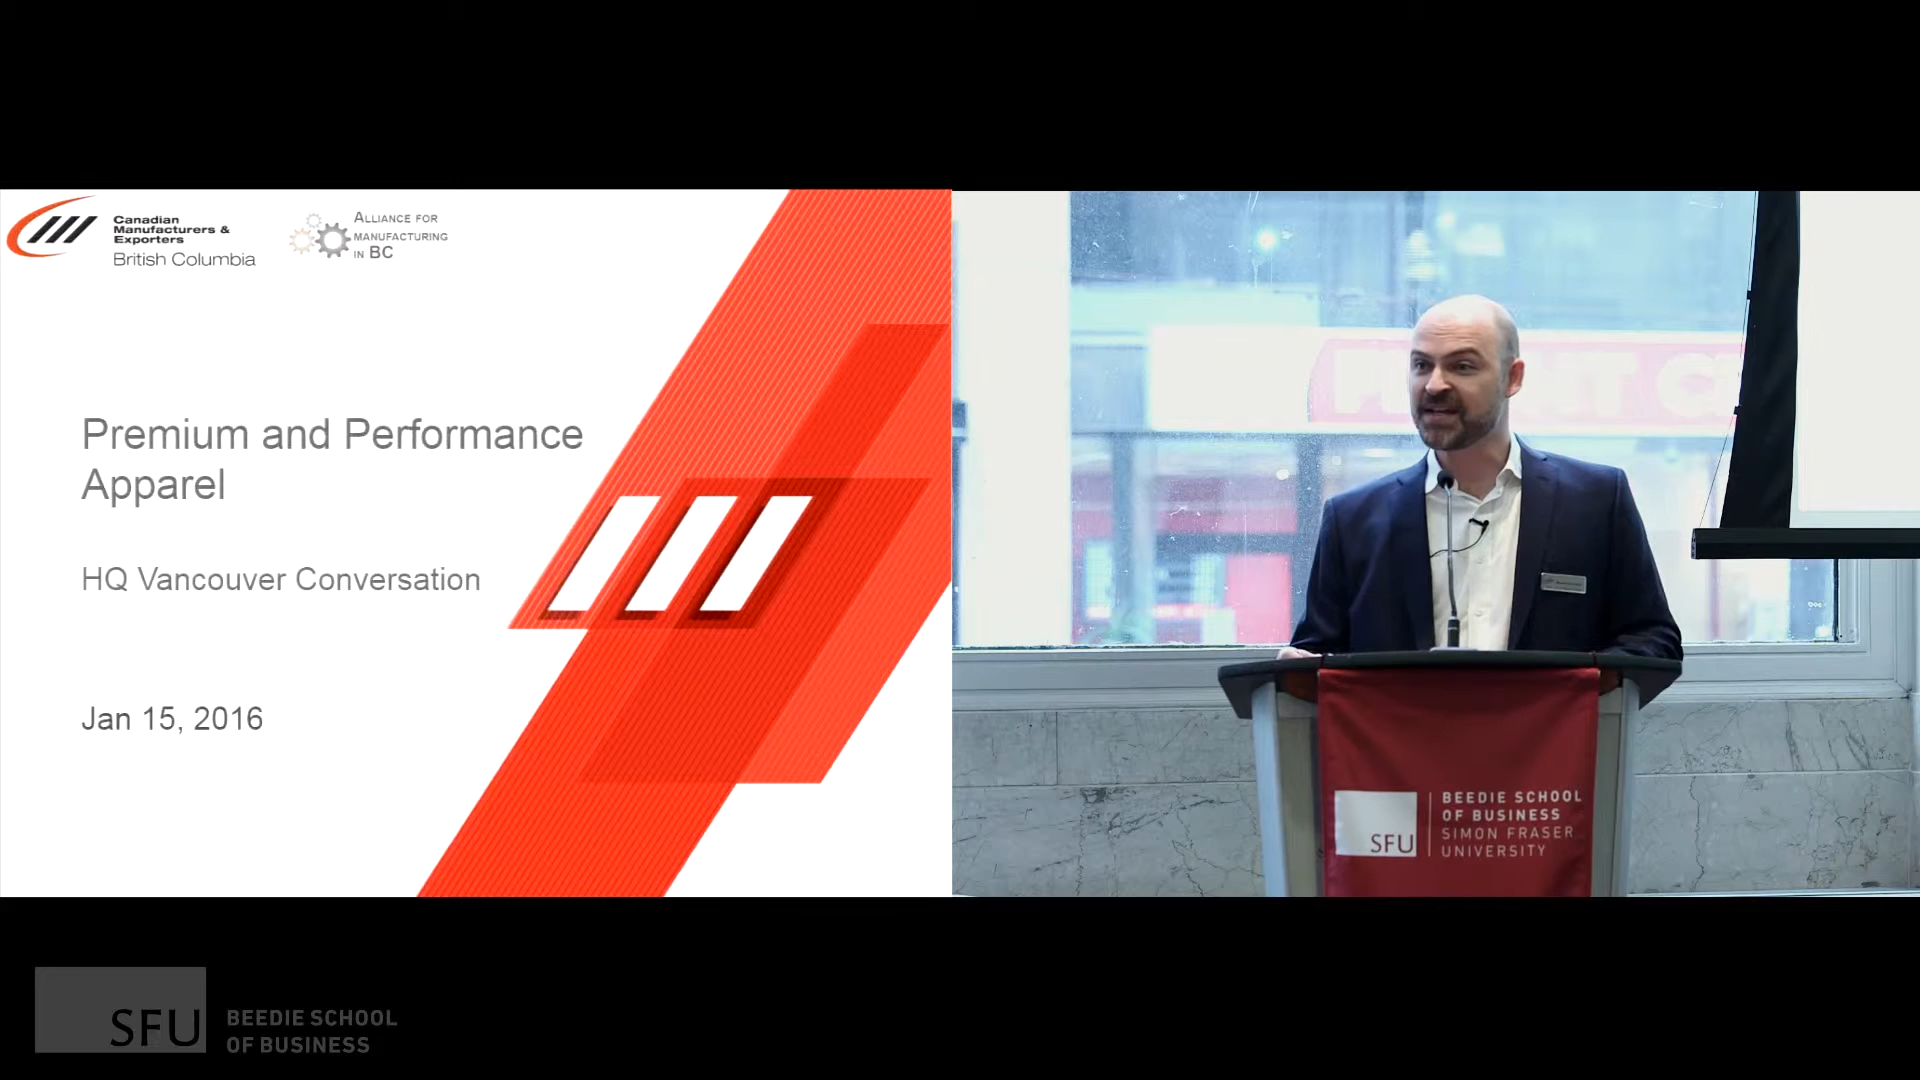 Canadian
Manufacturers &
Exporters
British Columbia
ALLIANCE FOR
MANUFACTURING
IN BC
Premium and Performance
Apparel
HQ Vancouver Conversation
Jan 15, 2016
SFU
BEEDIE SCHOOL
OF BUSINESS
SIMON FRASER
UNIVERSITY
SFU
BEEDIE SCHOOL
OF BUSINESS